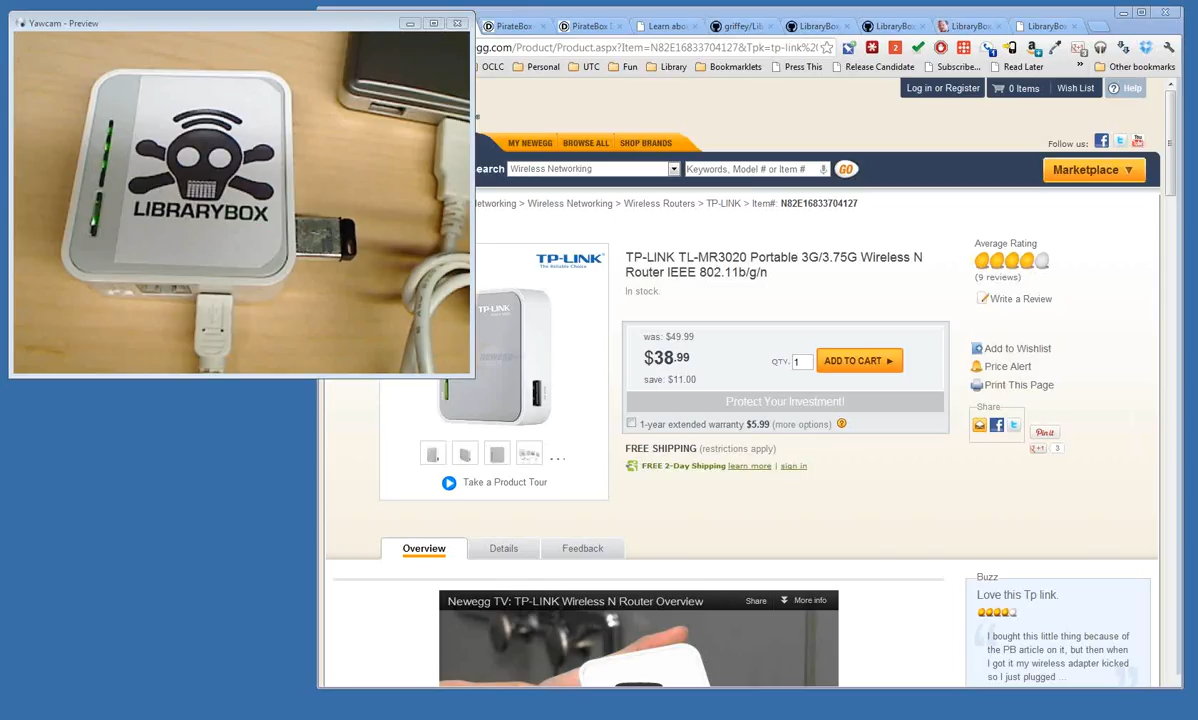 Yawcam - Preview
LIBRARYBOX
PirateBox
PirateBox
Learn abou
griffey/Lib
LibraryBox
LibraryBox
LibraryBox
LibraryBox
egg.com/Product/Product.aspx?Item=N82E16833704127&Tpk=tp-link%20
OCLC Personal UTC Fun Library Bookmarklets Press This Release Candidate Subscribe... Read Later » Other bookmarks
Log in or Register 0 Items Wish List ? Help
MY NEWEGG BROWSE ALL SHOP BRANDS
Follow us:
earch Wireless Networking Keywords, Model # or Item # GO
Marketplace ▼
etworking > Wireless Networking > Wireless Routers > TP-LINK > Item#: N82E16833704127
TP-LINK
The Reliable Choice
TP-LINK
NEWEGG
. . .
Take a Product Tour
TP-LINK TL-MR3020 Portable 3G/3.75G Wireless N
Router IEEE 802.11b/g/n
In stock.
was: $49.99
$38.99
save: $11.00
QTY. 1 ADD TO CART ►
Protect Your Investment!
1-year extended warranty $5.99 (more options) ?
FREE SHIPPING (restrictions apply)
FREE 2-Day Shipping learn more | sign in
Average Rating
(9 reviews)
Write a Review
Add to Wishlist
Price Alert
Print This Page
Share
Pin it
+1 3
Overview Details Feedback
Newegg TV: TP-LINK Wireless N Router Overview Share More info
Buzz
Love this Tp link.
I bought this little thing because of
the PB article on it, but then when
I got it my wireless adapter kicked
so I just plugged ...